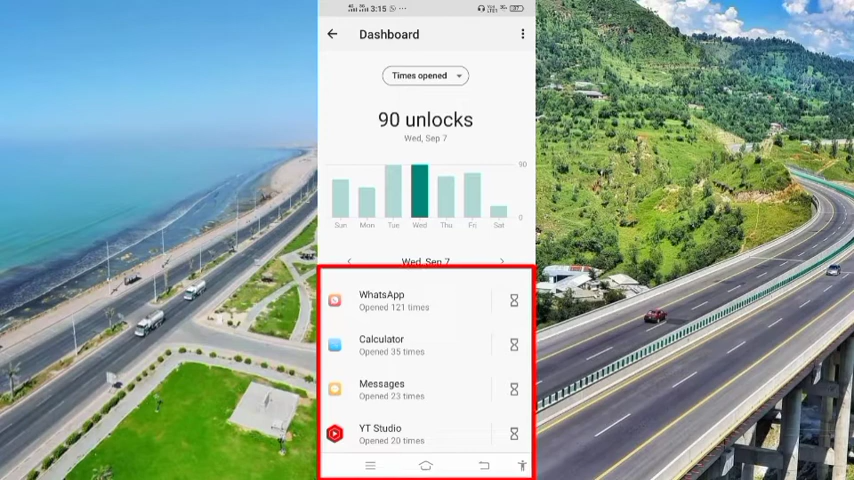 3:15
Dashboard
Times opened
90 unlocks
Wed, Sep 7
90
0
Sun Mon Tue Wed Thu Fri Sat
Wed, Sep 7
WhatsApp
Opened 121 times
Calculator
Opened 35 times
Messages
Opened 23 times
YT Studio
Opened 20 times